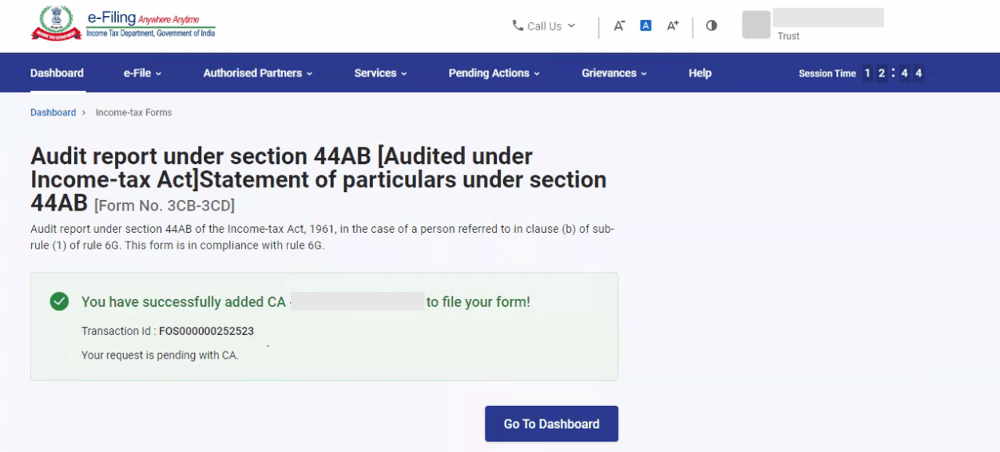 e-Filing Anywhere Anytime
Income Tax Department, Government of India
INCOME TAX DEPARTMENT
Call Us
A-
A
A+
Trust
Dashboard e-File Authorised Partners Services Pending Actions Grievances Help Session Time 12:44
Dashboard > Income-tax Forms
Audit report under section 44AB [Audited under
Income-tax Act]Statement of particulars under section
44AB [Form No. 3CB-3CD]
Audit report under section 44AB of the Income-tax Act, 1961, in the case of a person referred to in clause (b) of sub-
rule (1) of rule 6G. This form is in compliance with rule 6G.
You have successfully added CA - to file your form!
Transaction Id : FOS000000252523
Your request is pending with CA.
Go To Dashboard